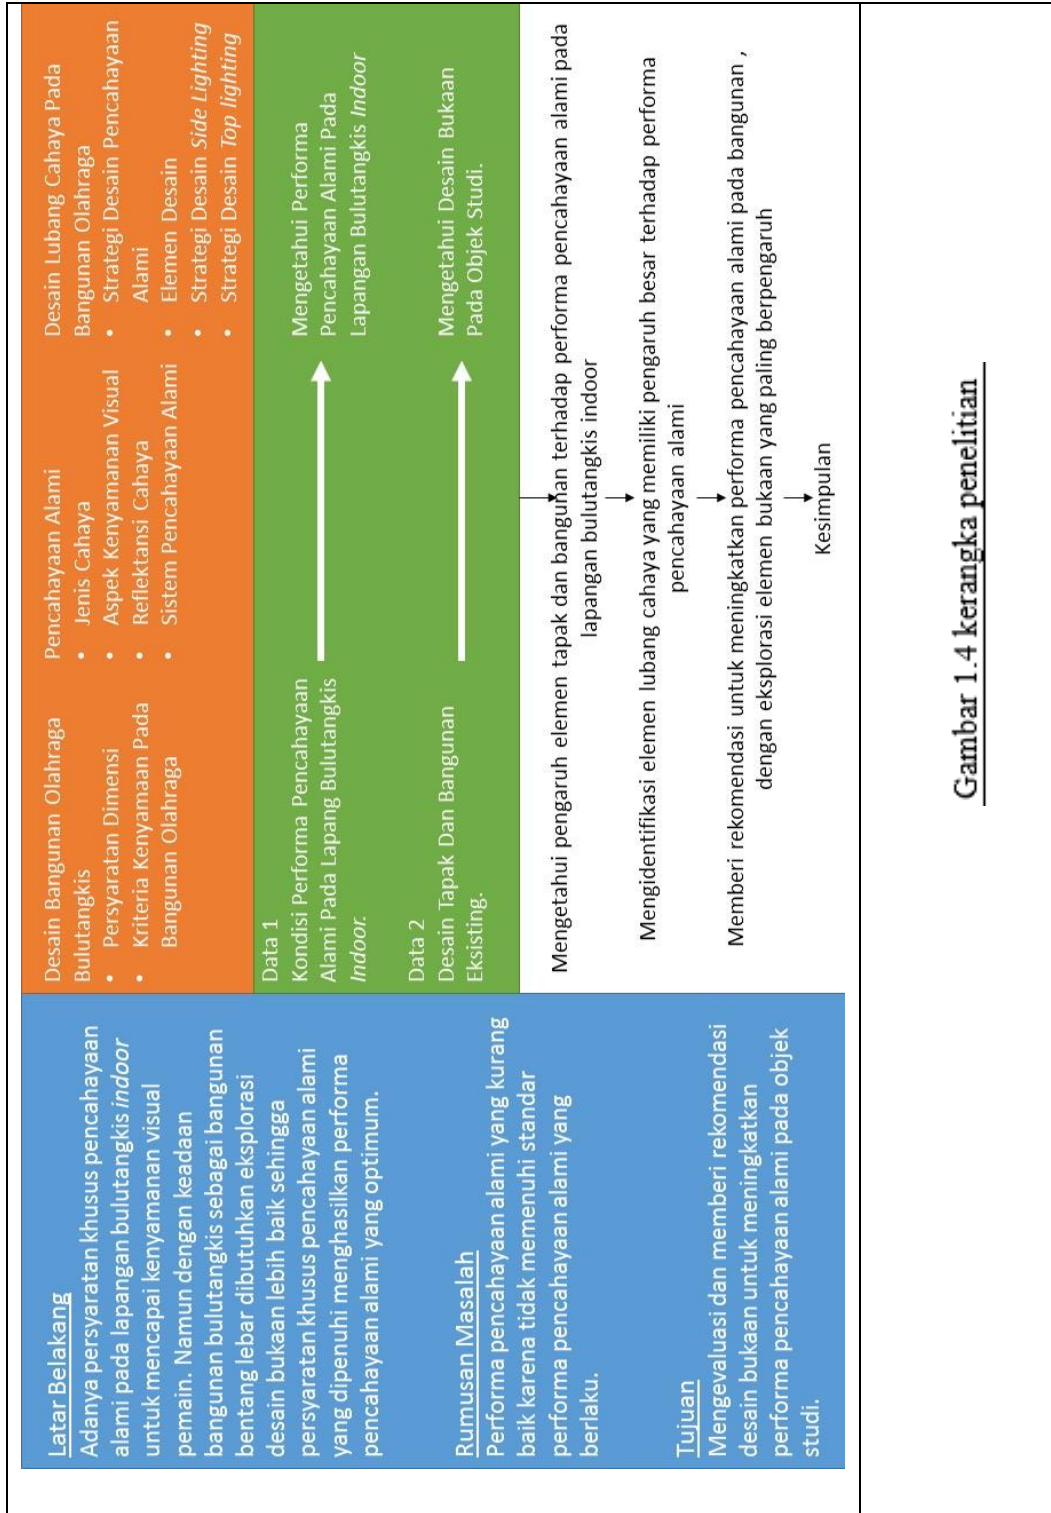 Latar Belakang
Adanya persyaratan khusus pencahayaan
alami pada lapangan bulutangkis indoor
untuk mencapai kenyamanan visual
pemain. Namun dengan keadaan
bangunan bulutangkis sebagai bangunan
bentang lebar dibutuhkan eksplorasi
desain bukaan lebih baik sehingga
persyaratan khusus pencahayaan alami
yang dipenuhi menghasilkan performa
pencahayaan alami yang optimum.
Rumusan Masalah
Performa pencahayaan alami yang kurang
baik karena tidak memenuhi standar
performa pencahayaan alami yang
berlaku.
Tujuan
Mengevaluasi dan memberi rekomendasi
desain bukaan untuk meningkatkan
performa pencahayaan alami pada objek
studi.
Desain Bangunan Olahraga
Bulutangkis
• Persyaratan Dimensi
• Kriteria Kenyamaan Pada
Bangunan Olahraga
Pencahayaan Alami
• Jenis Cahaya
• Aspek Kenyamanan Visual
• Reflektansi Cahaya
• Sistem Pencahayaan Alami
Desain Lubang Cahaya Pada
Bangunan Olahraga
• Strategi Desain Pencahayaan
Alami
• Elemen Desain
• Strategi Desain Side Lighting
• Strategi Desain Top lighting
Data 1
Kondisi Performa Pencahayaan
Alami Pada Lapang Bulutangkis
Indoor.
Mengetahui Performa
Pencahayaan Alami Pada
Lapangan Bulutangkis Indoor
Data 2
Desain Tapak Dan Bangunan
Eksisting.
Mengetahui Desain Bukaan
Pada Objek Studi.
Mengetahui pengaruh elemen tapak dan bangunan terhadap performa pencahayaan alami pada
lapangan bulutangkis indoor
Mengidentifikasi elemen lubang cahaya yang memiliki pengaruh besar terhadap performa
pencahayaan alami
Memberi rekomendasi untuk meningkatkan performa pencahayaan alami pada bangunan ,
dengan eksplorasi elemen bukaan yang paling berpengaruh
Kesimpulan
Gambar 1.4 kerangka penelitian